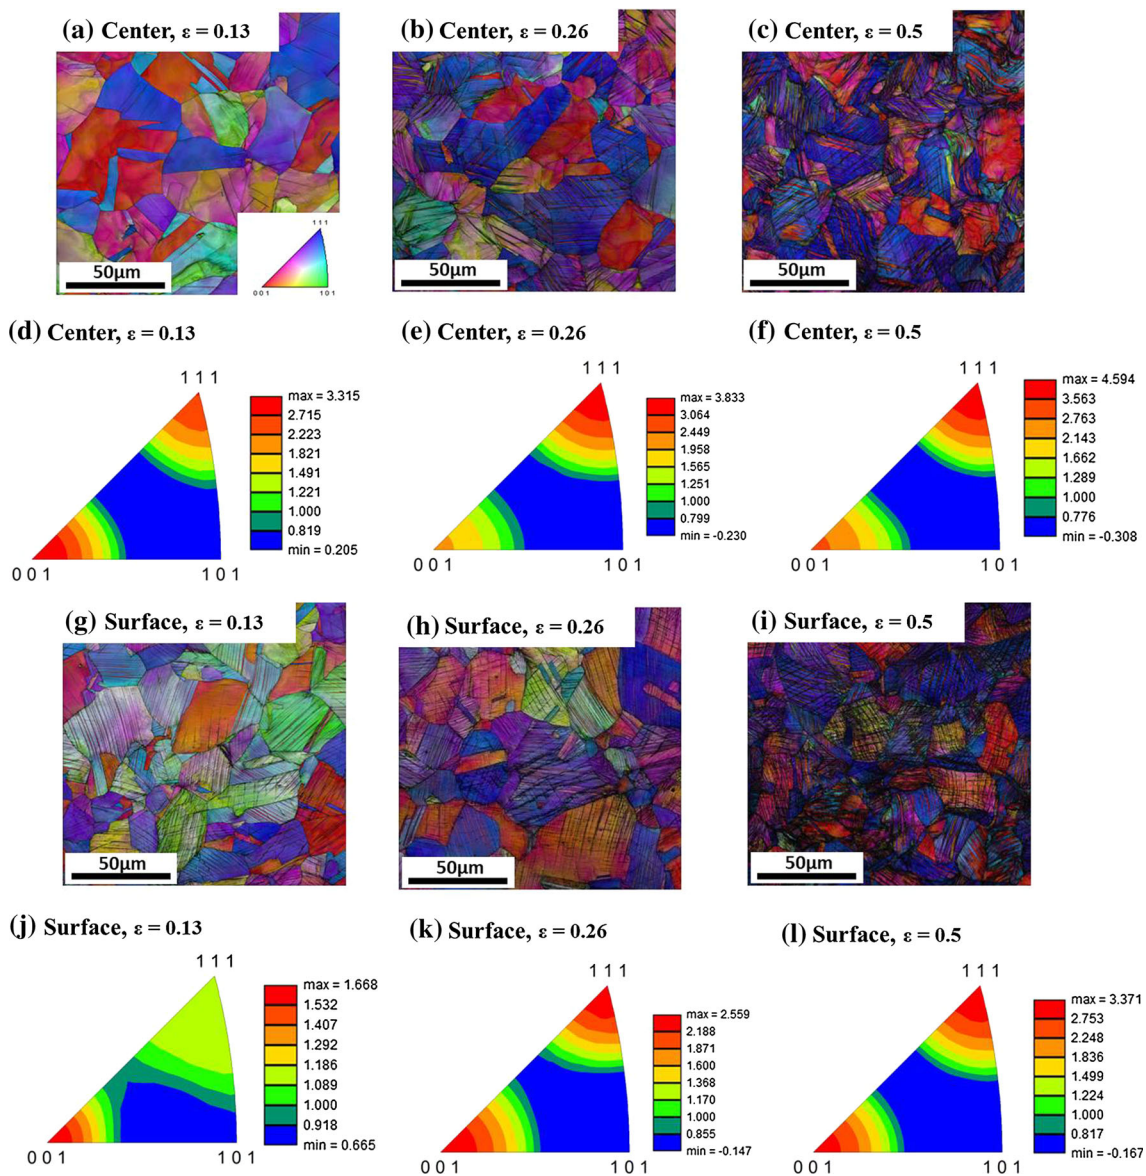 (a) Center, ε = 0.13
(b) Center, ε = 0.26
(c) Center, ε = 0.5
1 1 1
0 0 1
1 0 1
50μm
50μm
50μm
(d) Center, ε = 0.13
(e) Center, ε = 0.26
(f) Center, ε = 0.5
1 1 1
max = 3.315
2.715
2.223
1.821
1.491
1.221
1.000
0.819
min = 0.205
0 0 1
1 0 1
1 1 1
max = 3.833
3.064
2.449
1.958
1.565
1.251
1.000
0.799
min = -0.230
0 0 1
1 0 1
1 1 1
max = 4.594
3.563
2.763
2.143
1.662
1.289
1.000
0.776
min = -0.308
0 0 1
1 0 1
(g) Surface, ε = 0.13
(h) Surface, ε = 0.26
(i) Surface, ε = 0.5
50μm
50μm
50μm
(j) Surface, ε = 0.13
(k) Surface, ε = 0.26
(l) Surface, ε = 0.5
1 1 1
max = 1.668
1.532
1.407
1.292
1.186
1.089
1.000
0.918
min = 0.665
0 0 1
1 0 1
1 1 1
max = 2.559
2.188
1.871
1.600
1.368
1.170
1.000
0.855
min = -0.147
0 0 1
1 0 1
1 1 1
max = 3.371
2.753
2.248
1.836
1.499
1.224
1.000
0.817
min = -0.167
0 0 1
1 0 1